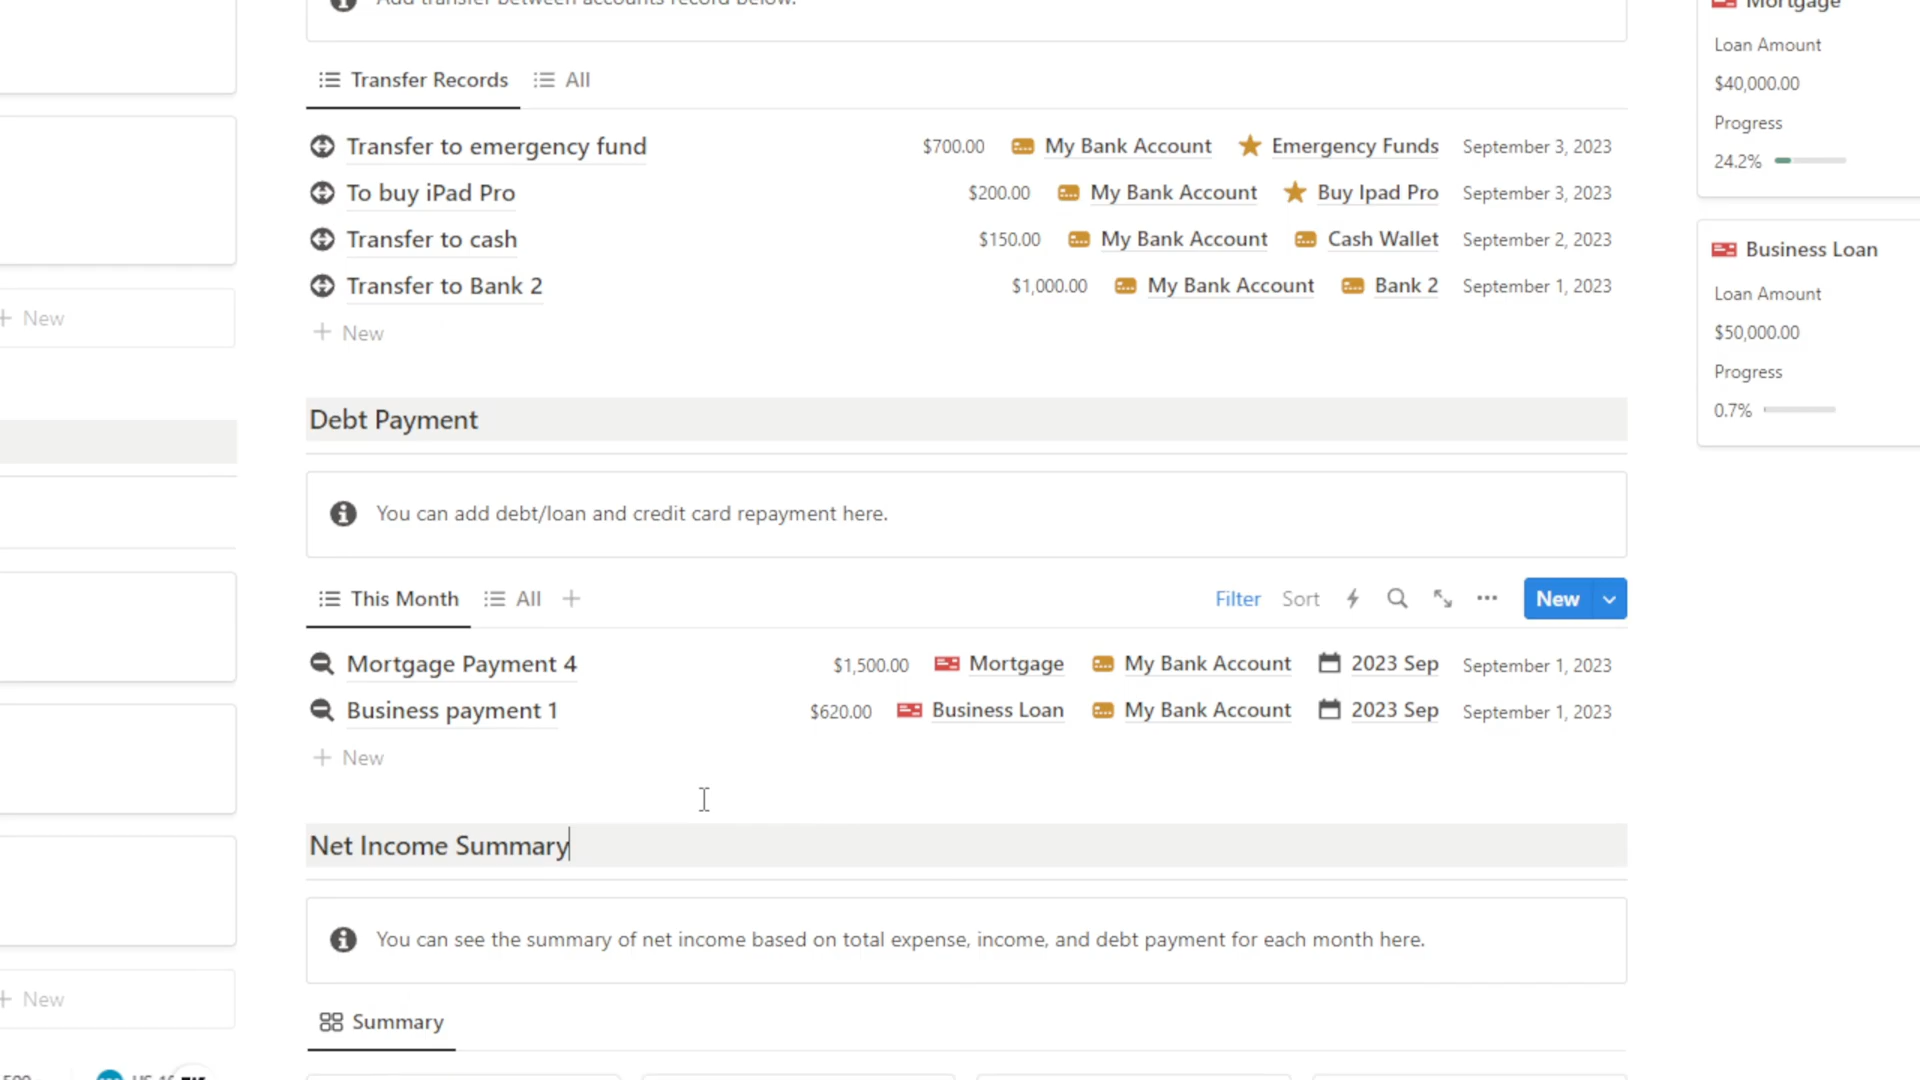 Add transfer between accounts record below.
Transfer Records All
Transfer to emergency fund $700.00 My Bank Account Emergency Funds September 3, 2023
To buy iPad Pro $200.00 My Bank Account Buy Ipad Pro September 3, 2023
Transfer to cash $150.00 My Bank Account Cash Wallet September 2, 2023
Transfer to Bank 2 $1,000.00 My Bank Account Bank 2 September 1, 2023
+ New
Debt Payment
You can add debt/loan and credit card repayment here.
This Month All + Filter Sort ... New
Mortgage Payment 4 $1,500.00 Mortgage My Bank Account 2023 Sep September 1, 2023
Business payment 1 $620.00 Business Loan My Bank Account 2023 Sep September 1, 2023
+ New
Net Income Summary
You can see the summary of net income based on total expense, income, and debt payment for each month here.
Summary
+ New
+ New
Mortgage
Loan Amount
$40,000.00
Progress
24.2%
Business Loan
Loan Amount
$50,000.00
Progress
0.7%